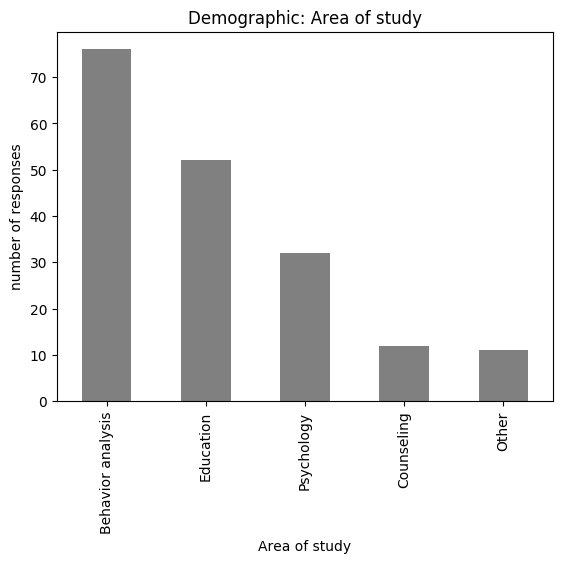 Demographic: Area of study
number of responses
70
60
50
40
30
20
10
0
Behavior analysis
Education
Psychology
Counseling
Other
Area of study